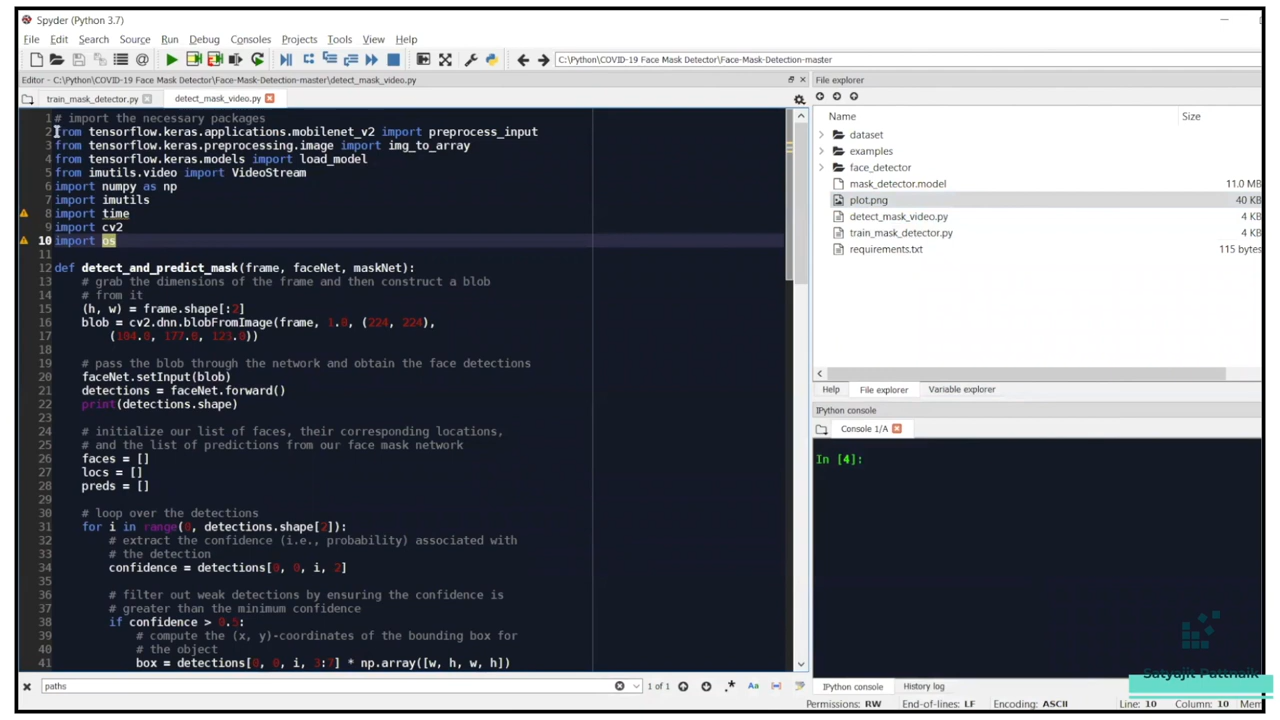 Spyder (Python 3.7)
File Edit Search Source Run Debug Consoles Projects Tools View Help
C:\Python\COVID-19 Face Mask Detector\Face-Mask-Detection-master
Editor - C:\Python\COVID-19 Face Mask Detector\Face-Mask-Detection-master\detect_mask_video.py
train_mask_detector.py detect_mask_video.py
1 # import the necessary packages
2 from tensorflow.keras.applications.mobilenet_v2 import preprocess_input
3 from tensorflow.keras.preprocessing.image import img_to_array
4 from tensorflow.keras.models import load_model
5 from imutils.video import VideoStream
6 import numpy as np
7 import imutils
8 import time
9 import cv2
10 import os
11
12 def detect_and_predict_mask(frame, faceNet, maskNet):
13 # grab the dimensions of the frame and then construct a blob
14 # from it
15 (h, w) = frame.shape[:2]
16 blob = cv2.dnn.blobFromImage(frame, 1.0, (224, 224),
17 (104.0, 177.0, 123.0))
18
19 # pass the blob through the network and obtain the face detections
20 faceNet.setInput(blob)
21 detections = faceNet.forward()
22 print(detections.shape)
23
24 # initialize our list of faces, their corresponding locations,
25 # and the list of predictions from our face mask network
26 faces = []
27 locs = []
28 preds = []
29
30 # loop over the detections
31 for i in range(0, detections.shape[2]):
32 # extract the confidence (i.e., probability) associated with
33 # the detection
34 confidence = detections[0, 0, i, 2]
35
36 # filter out weak detections by ensuring the confidence is
37 # greater than the minimum confidence
38 if confidence > 0.5:
39 # compute the (x, y)-coordinates of the bounding box for
40 # the object
41 box = detections[0, 0, i, 3:7] * np.array([w, h, w, h])
paths
1 of 1
Aa
File explorer
Name Size
dataset
examples
face_detector
mask_detector.model 11.0 MB
plot.png 40 KB
detect_mask_video.py 4 KB
train_mask_detector.py 4 KB
requirements.txt 115 bytes
Help File explorer Variable explorer
IPython console
Console 1/A
In [4]:
Satyajit Pattnaik
IPython console History log
Permissions: RW End-of-lines: LF Encoding: ASCII Line: 10 Column: 10 Mem